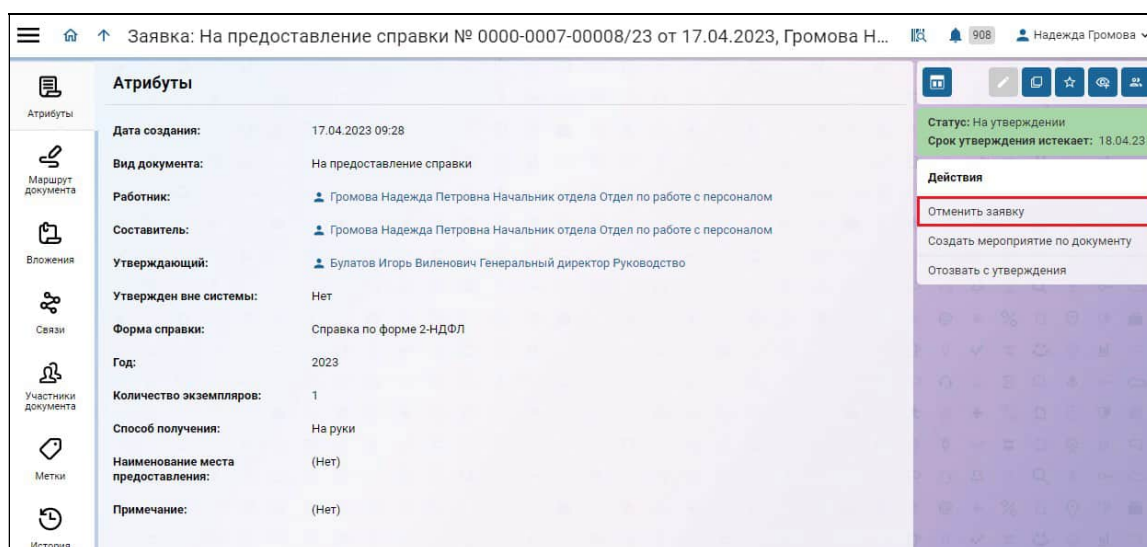 Заявка: На предоставление справки № 0000-0007-00008/23 от 17.04.2023, Громова Н...
908
Надежда Громова
Атрибуты
Маршрут
документа
Вложения
Связи
Участники
документа
Метки
История
Атрибуты
Дата создания: 17.04.2023 09:28
Вид документа: На предоставление справки
Работник: Громова Надежда Петровна Начальник отдела Отдел по работе с персоналом
Составитель: Громова Надежда Петровна Начальник отдела Отдел по работе с персоналом
Утверждающий: Булатов Игорь Виленович Генеральный директор Руководство
Утвержден вне системы: Нет
Форма справки: Справка по форме 2-НДФЛ
Год: 2023
Количество экземпляров: 1
Способ получения: На руки
Наименование места (Нет)
предоставления:
Примечание: (Нет)
Статус: На утверждении
Срок утверждения истекает: 18.04.23
Действия
Отменить заявку
Создать мероприятие по документу
Отозвать с утверждения